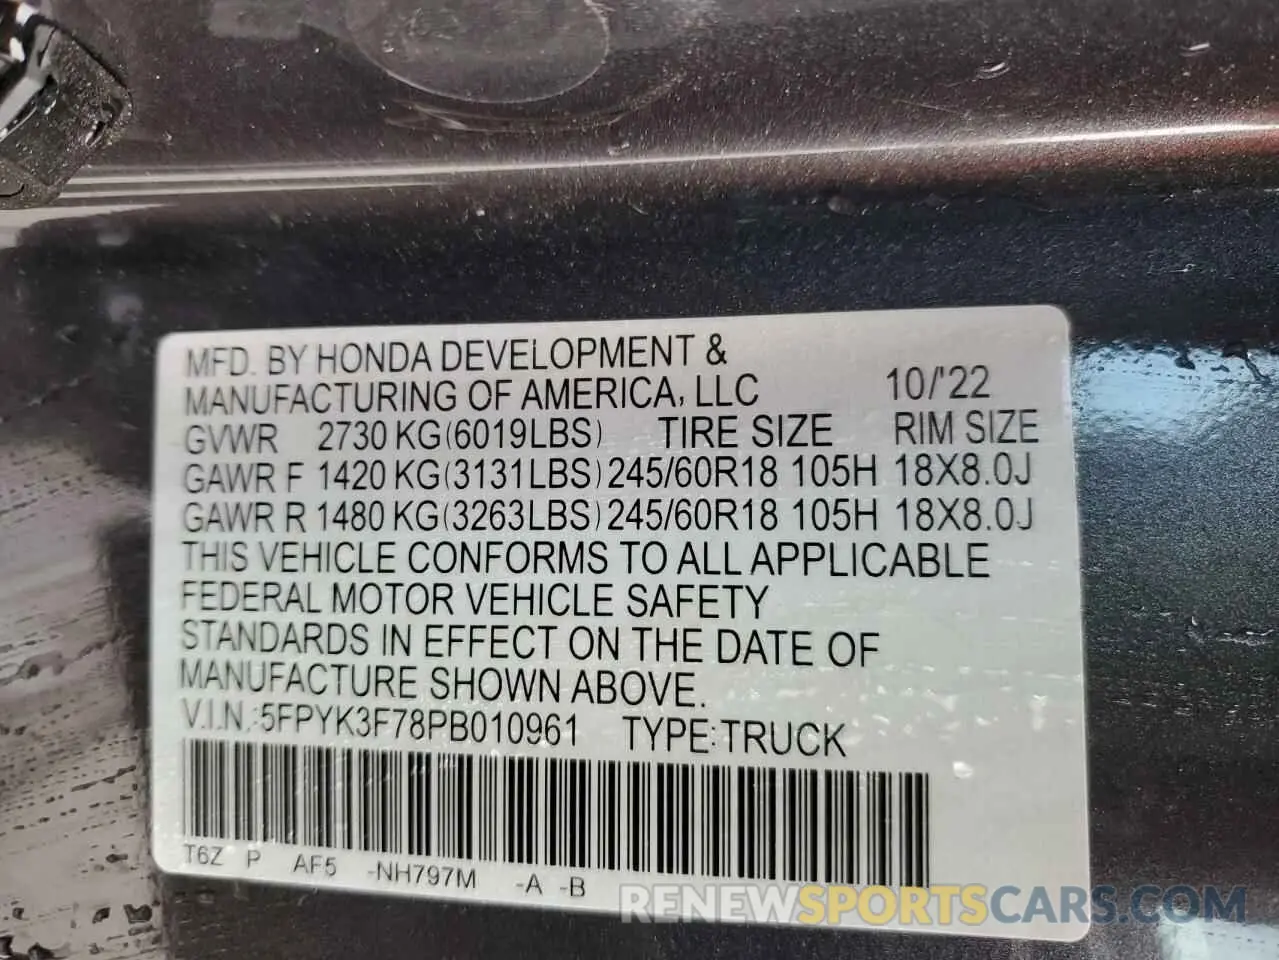 MFD. BY HONDA DEVELOPMENT &
MANUFACTURING OF AMERICA, LLC 10/'22
GVWR 2730 KG(6019LBS) TIRE SIZE RIM SIZE
GAWR F 1420 KG(3131LBS) 245/60R18 105H 18X8.0J
GAWR R 1480 KG(3263LBS) 245/60R18 105H 18X8.0J
THIS VEHICLE CONFORMS TO ALL APPLICABLE
FEDERAL MOTOR VEHICLE SAFETY
STANDARDS IN EFFECT ON THE DATE OF
MANUFACTURE SHOWN ABOVE.
V.I.N.:5FPYK3F78PB010961 TYPE:TRUCK
T6Z P AF5 -NH797M -A -B
RENEWSPORTSCARS.COM